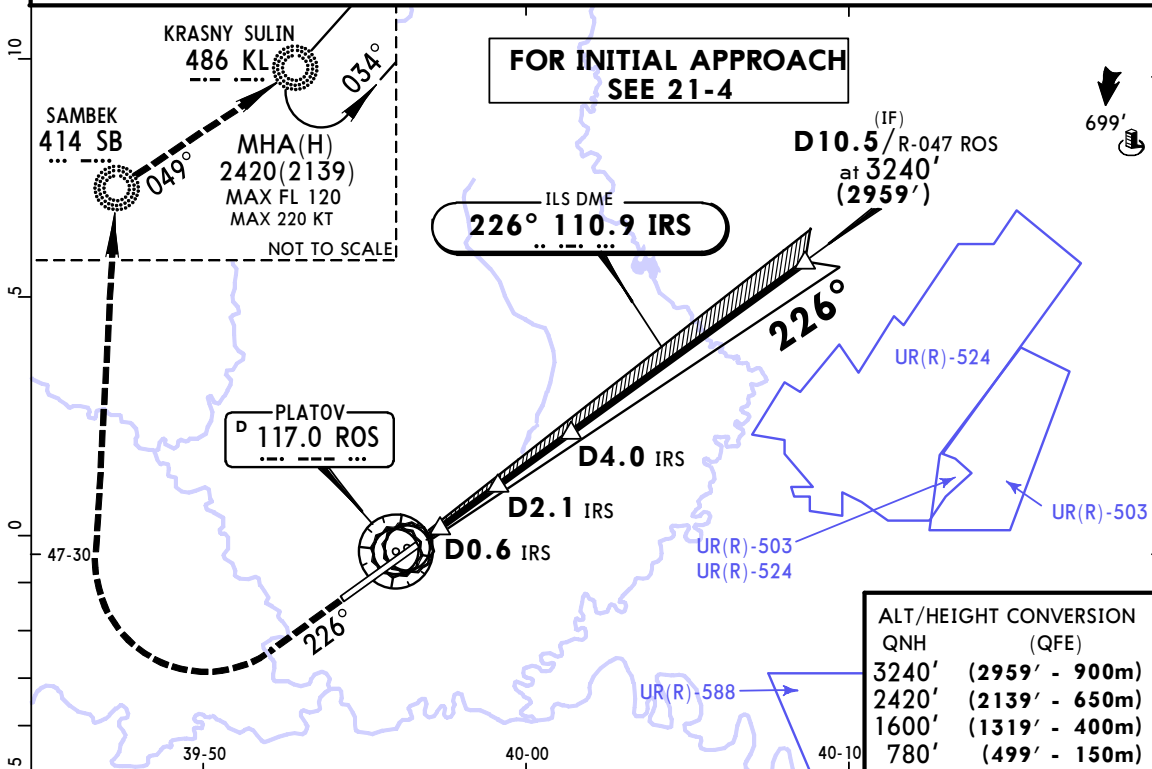 KRASNY SULIN
486 KL
034°
SAMBEK
414 SB
049°
MHA(H)
2420(2139)
MAX FL 120
MAX 220 KT
NOT TO SCALE
FOR INITIAL APPROACH
SEE 21-4
699'
(IF)
D10.5/R-047 ROS
at 3240'
(2959')
ILS DME
226° 110.9 IRS
226°
UR(R)-524
PLATOV
D 117.0 ROS
D4.0 IRS
D2.1 IRS
D0.6 IRS
UR(R)-503
UR(R)-503
UR(R)-524
226°
UR(R)-588
10
5
0
5
47-30
39-50
40-00
40-10
ALT/HEIGHT CONVERSION
QNH (QFE)
3240' (2959' - 900m)
2420' (2139' - 650m)
1600' (1319' - 400m)
780' (499' - 150m)